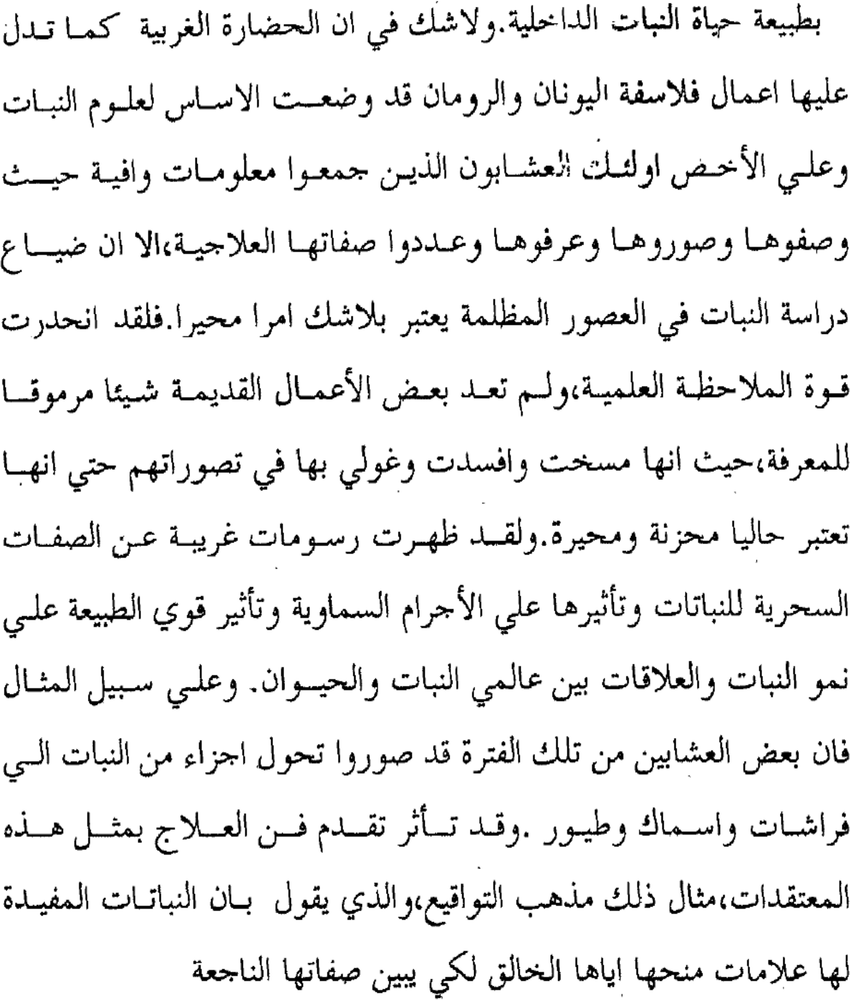 بطبيعة حياة النبات الداخلية.ولاشك في ان الحضارة الغربية كما تدل
عليها اعمال فلاسفة اليونان والرومان قد وضعت الاساس لعلوم النبات
وعلي الأخض اولئك العشابون الذين جمعوا معلومات وافية حيث
وصفوها وصوروها وعرفوها وعددوا صفاتها العلاجية،الا ان ضياع
دراسة النبات في العصور المظلمة يعتبر بلاشك امرا محيرا.فلقد انحدرت
قوة الملاحظة العلمية،ولم تعد بعض الأعمال القديمة شيئا مرموقا
للمعرفة،حيث انها مسخت وافسدت وغولي بها في تصوراتهم حتي انها
تعتبر حاليا محزنة ومحيرة.ولقد ظهرت رسومات غريبة عن الصفات
السحرية للنباتات وتأثيرها علي الأجرام السماوية وتأثير قوي الطبيعة علي
نمو النبات والعلاقات بين عالمي النبات والحيوان. وعلي سبيل المثال
فان بعض العشابين من تلك الفترة قد صوروا تحول اجزاء من النبات الي
فراشات واسماك وطيور .وقد تأثر تقدم فن العلاج بمثل هذه
المعتقدات،مثال ذلك مذهب التواقيع،والذي يقول بان النباتات المفيدة
لها علامات منحها اياها الخالق لكي يبين صفاتها الناجعة